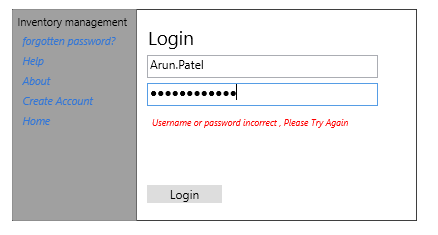 Inventory management
forgotten password?
Help
About
Create Account
Home
Login
Arun.Patel
●●●●●●●●●●●●
Username or password incorrect , Please Try Again
Login